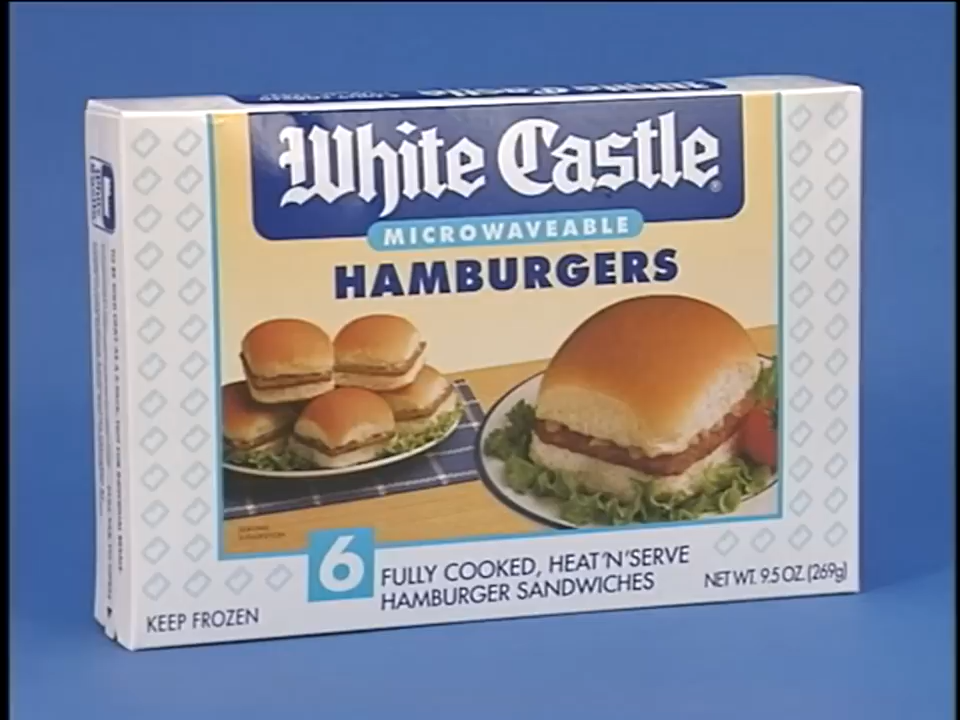 White Castle®
MICROWAVEABLE
HAMBURGERS
6
FULLY COOKED, HEAT'N'SERVE
HAMBURGER SANDWICHES
NET WT. 9.5 OZ. (269g)
KEEP FROZEN